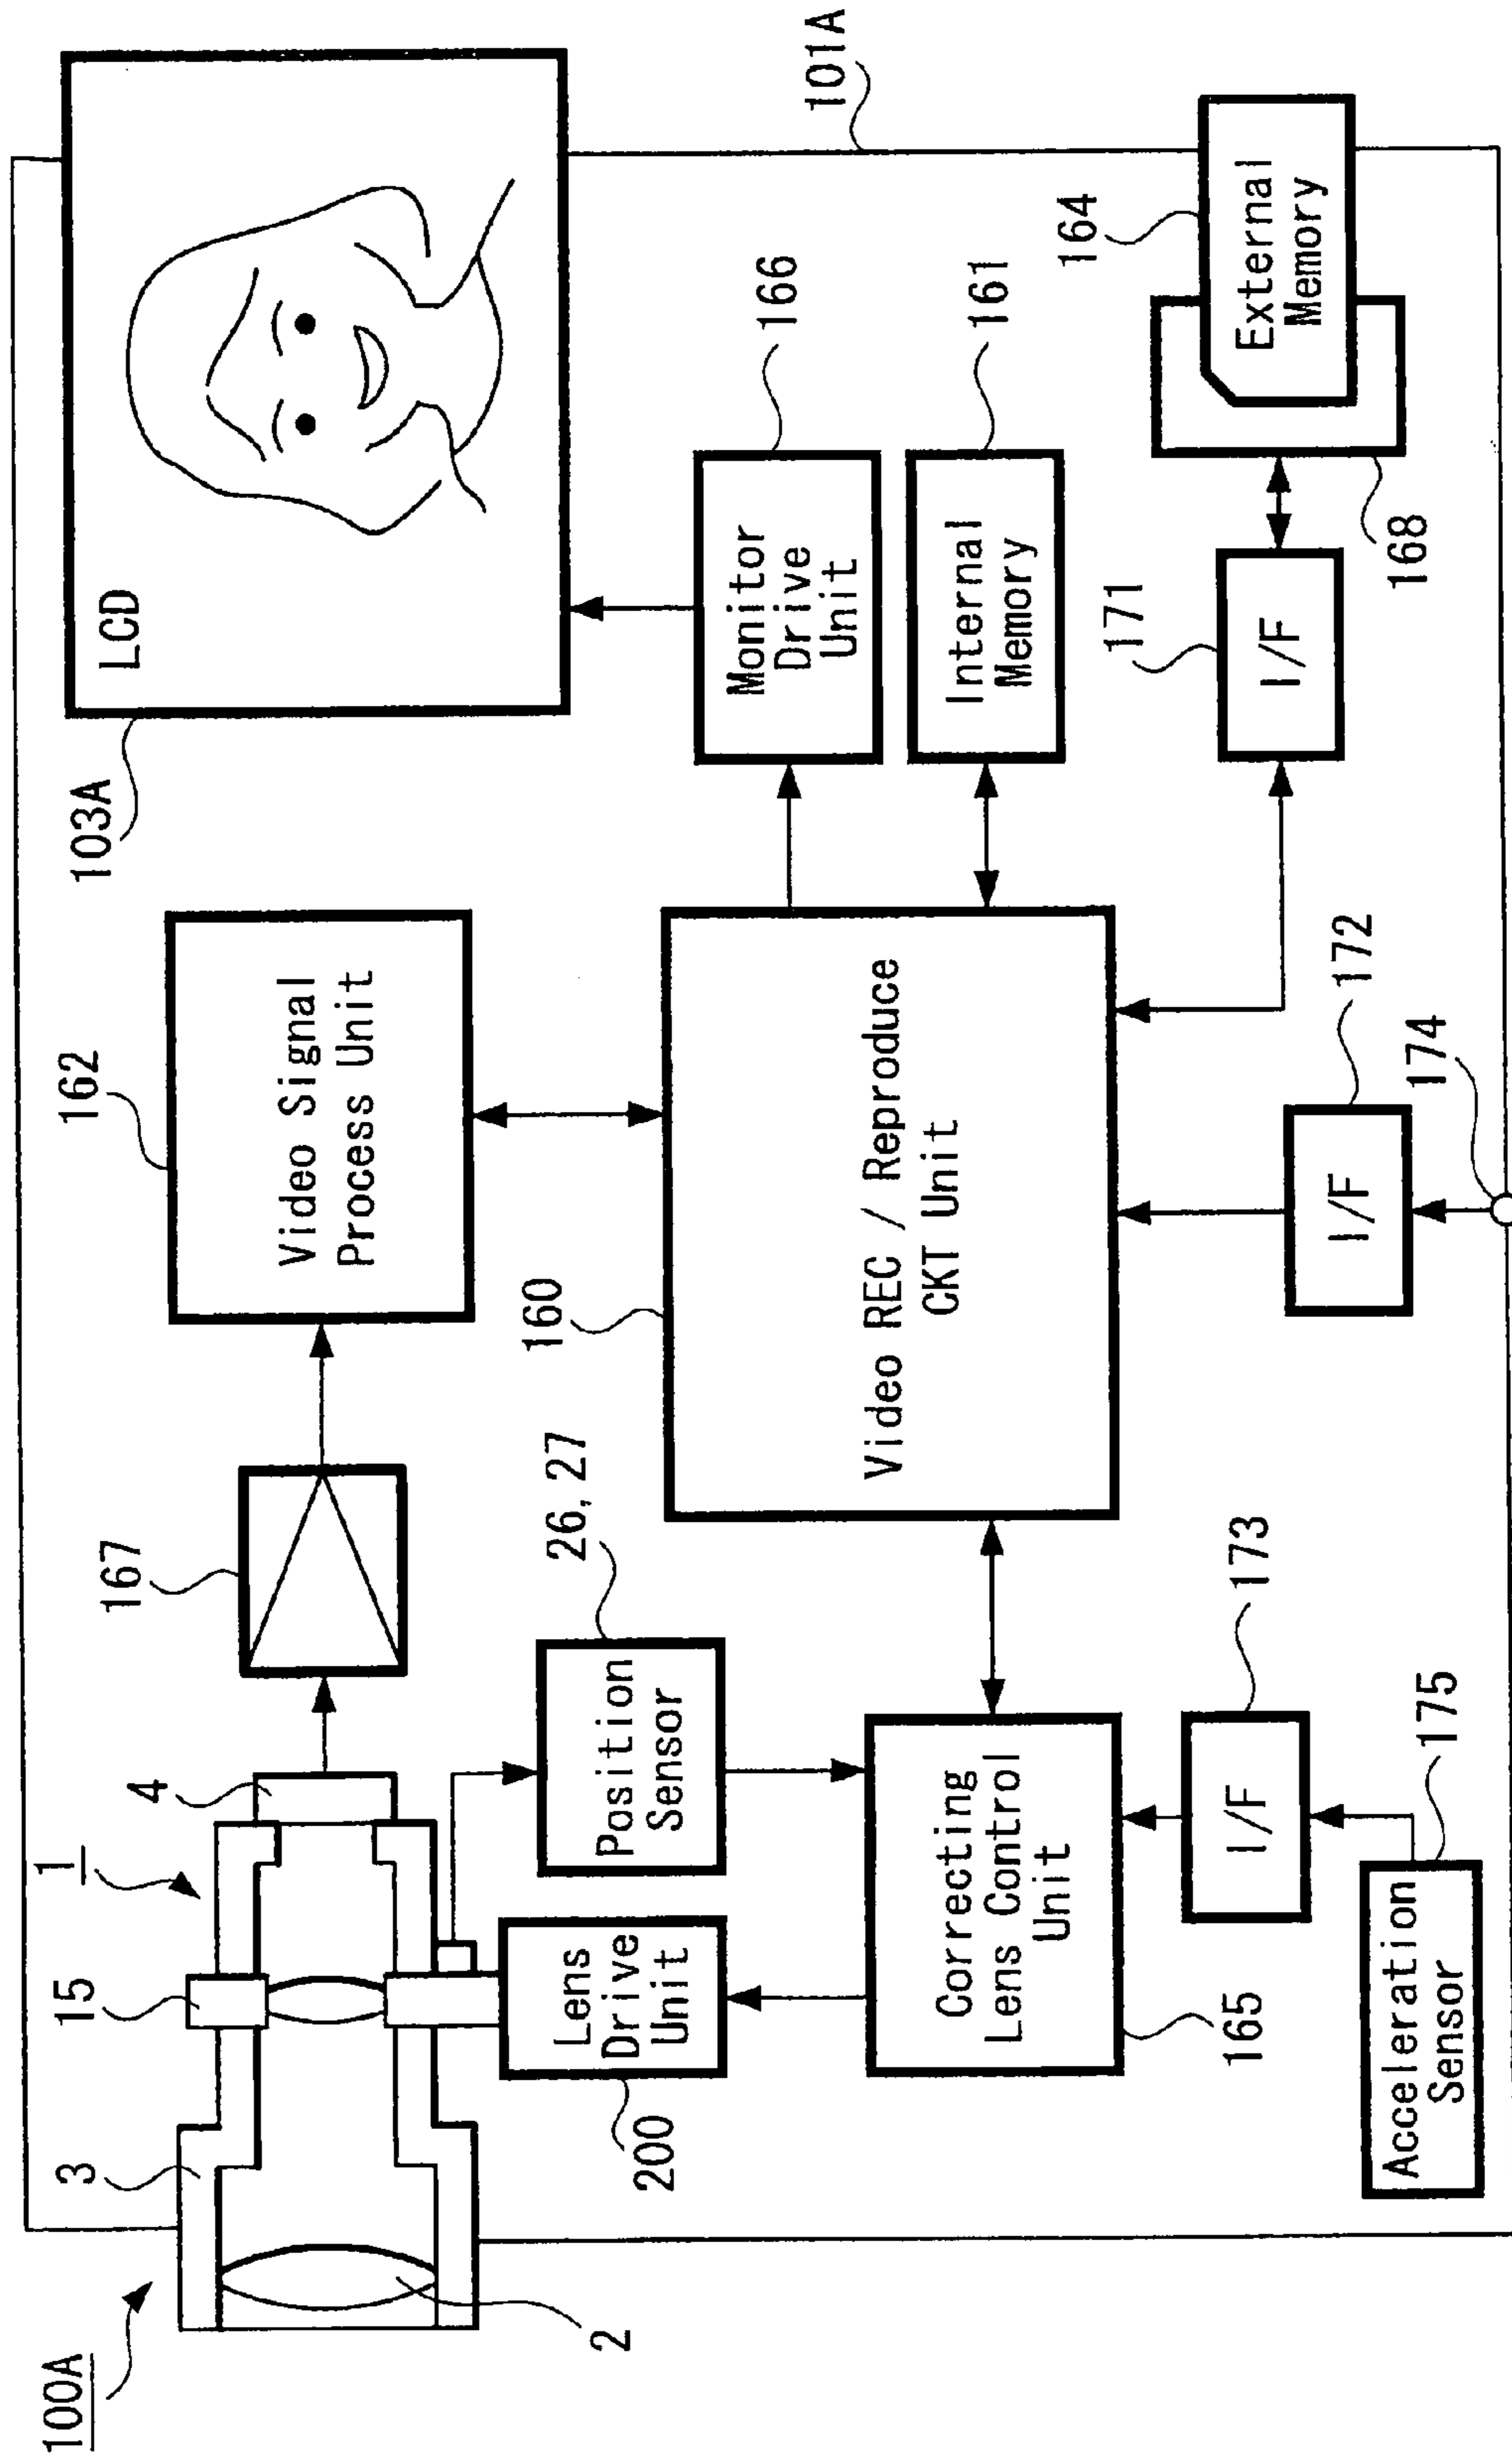 100A
3
15
1
4
167
162
Video Signal
Process Unit
103A
LCD
2
200
Lens
Drive
Unit
Position
Sensor
26, 27
160
Video REC / Reproduce
CKT Unit
Monitor
Drive
Unit
166
101A
Internal
Memory
161
Correcting
Lens Control
Unit
165
I/F
173
Acceleration
Sensor
175
I/F
172
174
I/F
171
168
External
Memory
164